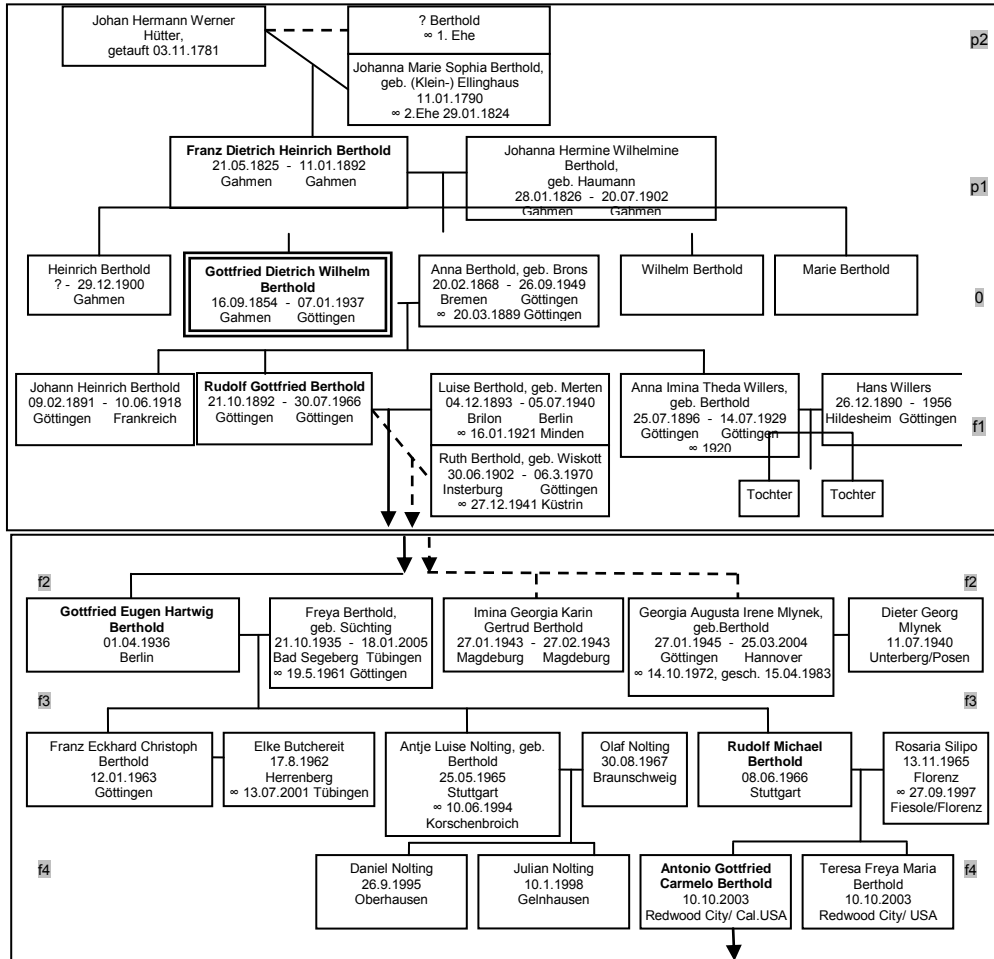 Johan Hermann Werner
Hütter,
getauft 03.11.1781
? Berthold
∞ 1. Ehe
Johanna Marie Sophia Berthold,
geb. (Klein-) Ellinghaus
11.01.1790
∞ 2.Ehe 29.01.1824
p2
Franz Dietrich Heinrich Berthold
21.05.1825 - 11.01.1892
Gahmen Gahmen
Johanna Hermine Wilhelmine
Berthold,
geb. Haumann
28.01.1826 - 20.07.1902
Gahmen Gahmen
p1
Heinrich Berthold
? - 29.12.1900
Gahmen
Gottfried Dietrich Wilhelm
Berthold
16.09.1854 - 07.01.1937
Gahmen Göttingen
Anna Berthold, geb. Brons
20.02.1868 - 26.09.1949
Bremen Göttingen
∞ 20.03.1889 Göttingen
Wilhelm Berthold
Marie Berthold
0
Johann Heinrich Berthold
09.02.1891 - 10.06.1918
Göttingen Frankreich
Rudolf Gottfried Berthold
21.10.1892 - 30.07.1966
Göttingen Göttingen
Luise Berthold, geb. Merten
04.12.1893 - 05.07.1940
Brilon Berlin
∞ 16.01.1921 Minden
Ruth Berthold, geb. Wiskott
30.06.1902 - 06.3.1970
Insterburg Göttingen
∞ 27.12.1941 Küstrin
Anna Imina Theda Willers,
geb. Berthold
25.07.1896 - 14.07.1929
Göttingen Göttingen
∞ 1920
Hans Willers
26.12.1890 - 1956
Hildesheim Göttingen
f1
Tochter
Tochter
f2
f2
Gottfried Eugen Hartwig
Berthold
01.04.1936
Berlin
Freya Berthold,
geb. Süchting
21.10.1935 - 18.01.2005
Bad Segeberg Tübingen
∞ 19.5.1961 Göttingen
Imina Georgia Karin
Gertrud Berthold
27.01.1943 - 27.02.1943
Magdeburg Magdeburg
Georgia Augusta Irene Mlynek,
geb.Berthold
27.01.1945 - 25.03.2004
Göttingen Hannover
∞ 14.10.1972, gesch. 15.04.1983
Dieter Georg
Mlynek
11.07.1940
Unterberg/Posen
f3
f3
Franz Eckhard Christoph
Berthold
12.01.1963
Göttingen
Elke Butchereit
17.8.1962
Herrenberg
∞ 13.07.2001 Tübingen
Antje Luise Nolting, geb.
Berthold
25.05.1965
Stuttgart
∞ 10.06.1994
Korschenbroich
Olaf Nolting
30.08.1967
Braunschweig
Rudolf Michael
Berthold
08.06.1966
Stuttgart
Rosaria Silipo
13.11.1965
Florenz
∞ 27.09.1997
Fiesole/Florenz
f4
Daniel Nolting
26.9.1995
Oberhausen
Julian Nolting
10.1.1998
Gelnhausen
Antonio Gottfried
Carmelo Berthold
10.10.2003
Redwood City/ Cal.USA
Teresa Freya Maria
Berthold
10.10.2003
Redwood City/ USA
f4